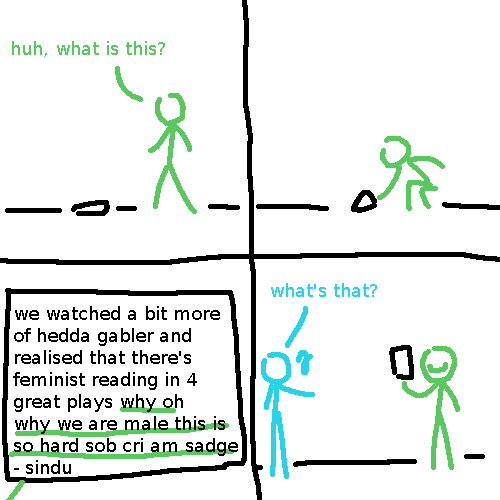 huh, what is this?
we watched a bit more
of hedda gabler and
realised that there's
feminist reading in 4
great plays why oh
why we are male this is
so hard sob cri am sadge
- sindu
what's that?